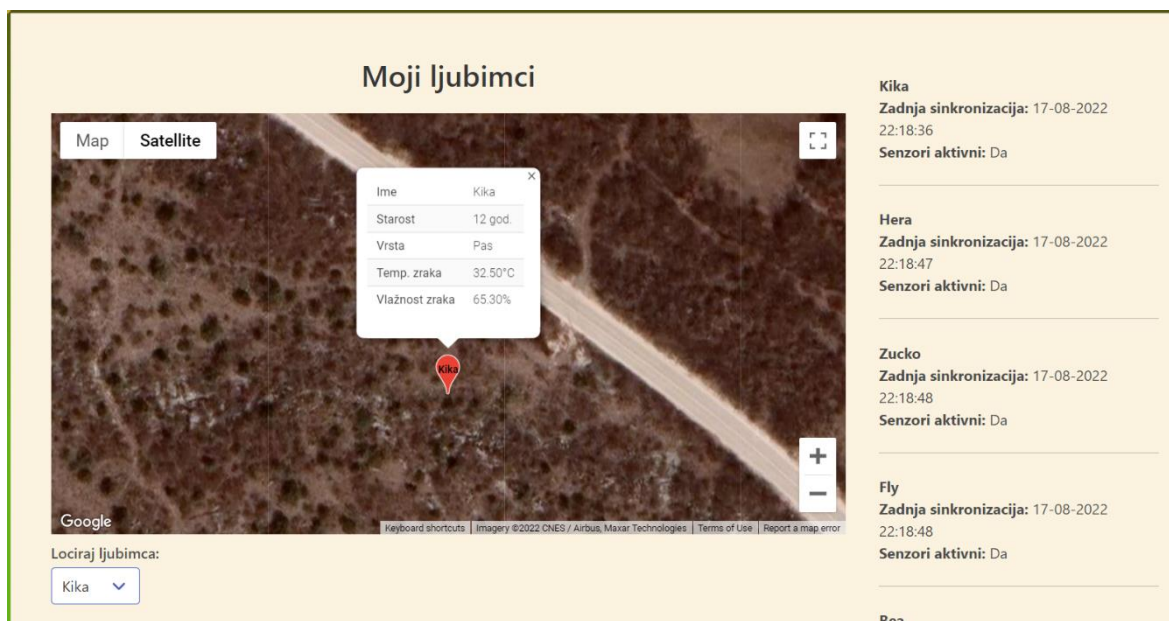 Moji ljubimci
Map Satellite
Ime Kika
Starost 12 god.
Vrsta Pas
Temp. zraka 32.50°C
Vlažnost zraka 65.30%
Kika
Google
Keyboard shortcuts Imagery ©2022 CNES / Airbus, Maxar Technologies Terms of Use Report a map error
Lociraj ljubimca:
Kika
Kika
Zadnja sinkronizacija: 17-08-2022
22:18:36
Senzori aktivni: Da
Hera
Zadnja sinkronizacija: 17-08-2022
22:18:47
Senzori aktivni: Da
Zucko
Zadnja sinkronizacija: 17-08-2022
22:18:48
Senzori aktivni: Da
Fly
Zadnja sinkronizacija: 17-08-2022
22:18:48
Senzori aktivni: Da